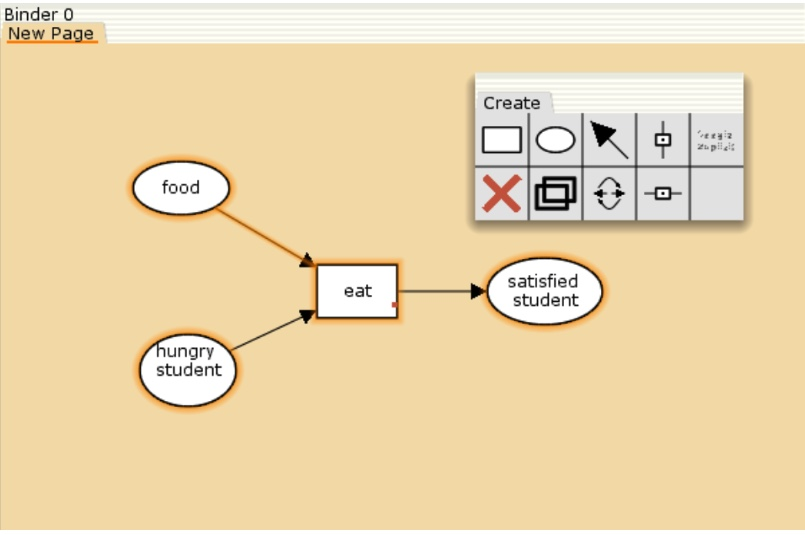 Binder 0
New Page
Create
food
eat
satisfied
student
hungry
student